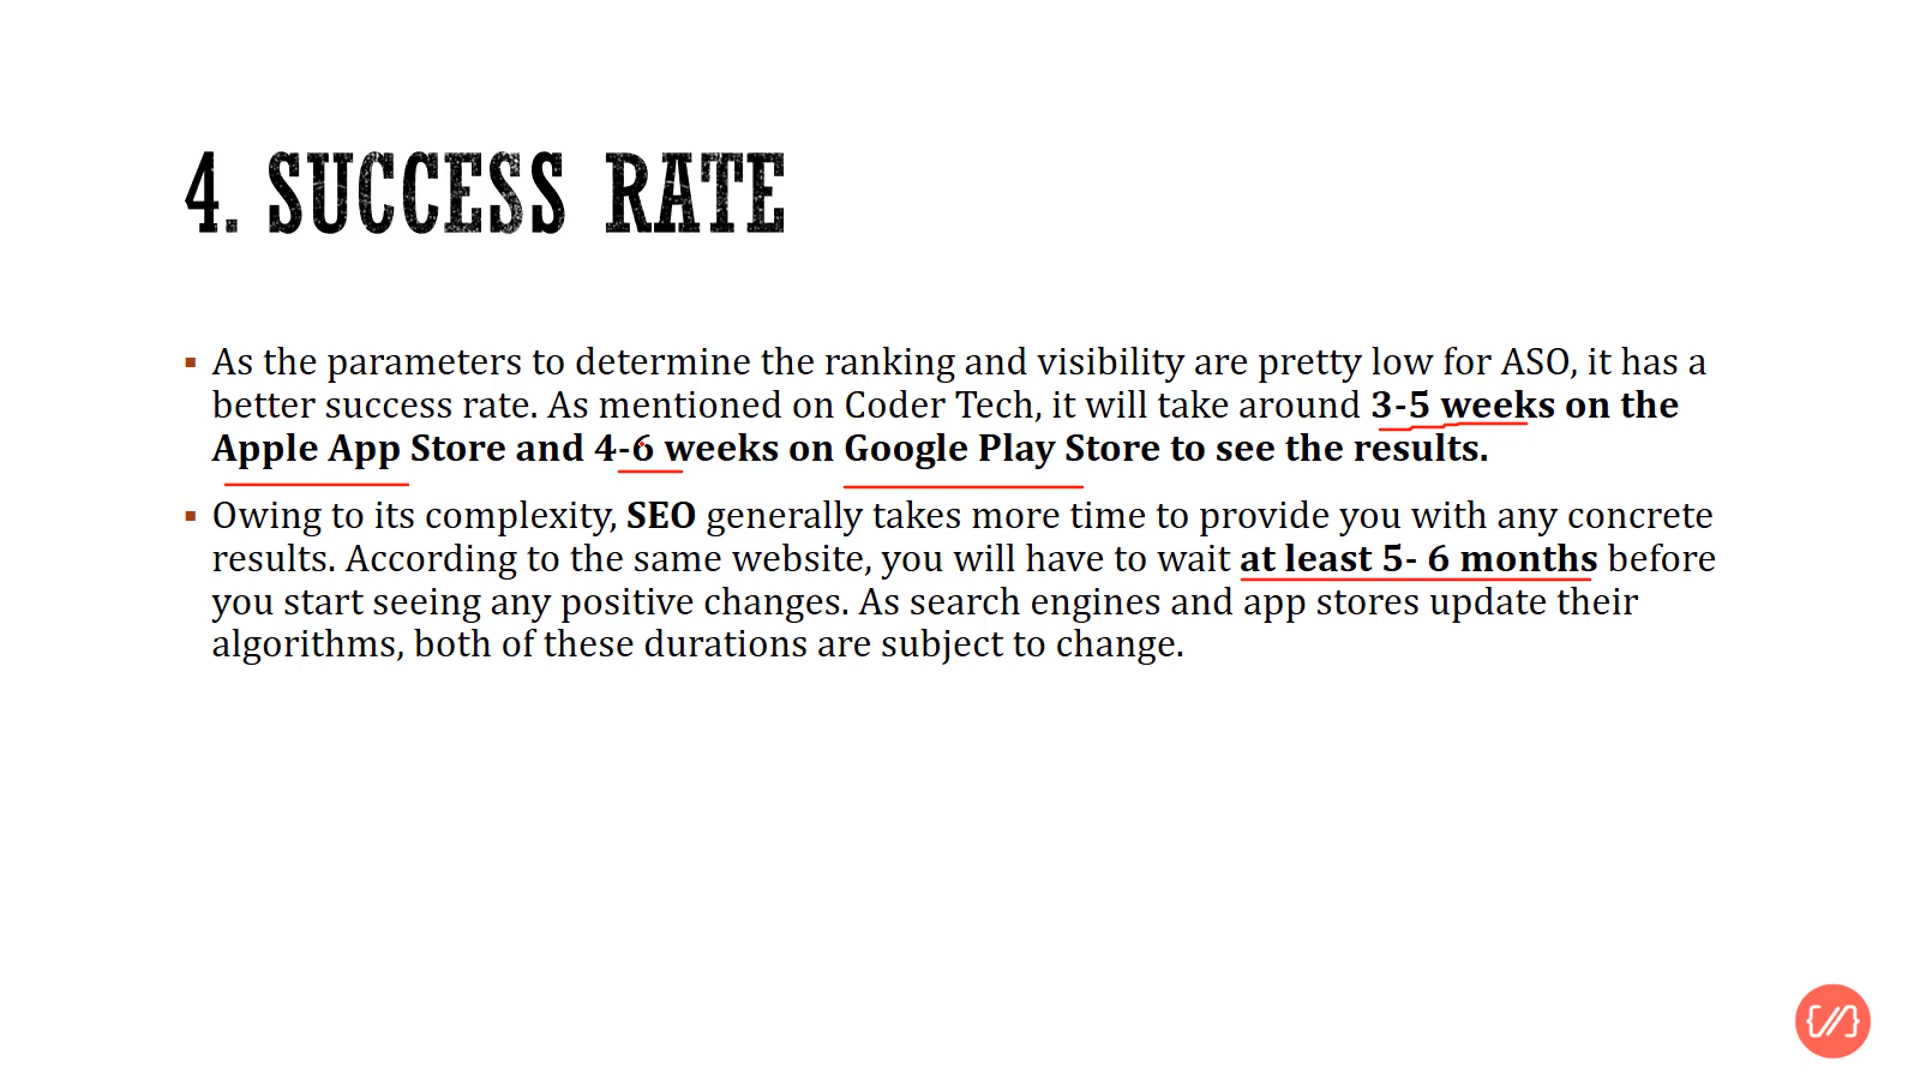 4. SUCCESS RATE
▪ As the parameters to determine the ranking and visibility are pretty low for ASO, it has a
better success rate. As mentioned on Coder Tech, it will take around 3-5 weeks on the
Apple App Store and 4-6 weeks on Google Play Store to see the results.
▪ Owing to its complexity, SEO generally takes more time to provide you with any concrete
results. According to the same website, you will have to wait at least 5- 6 months before
you start seeing any positive changes. As search engines and app stores update their
algorithms, both of these durations are subject to change.
{//}